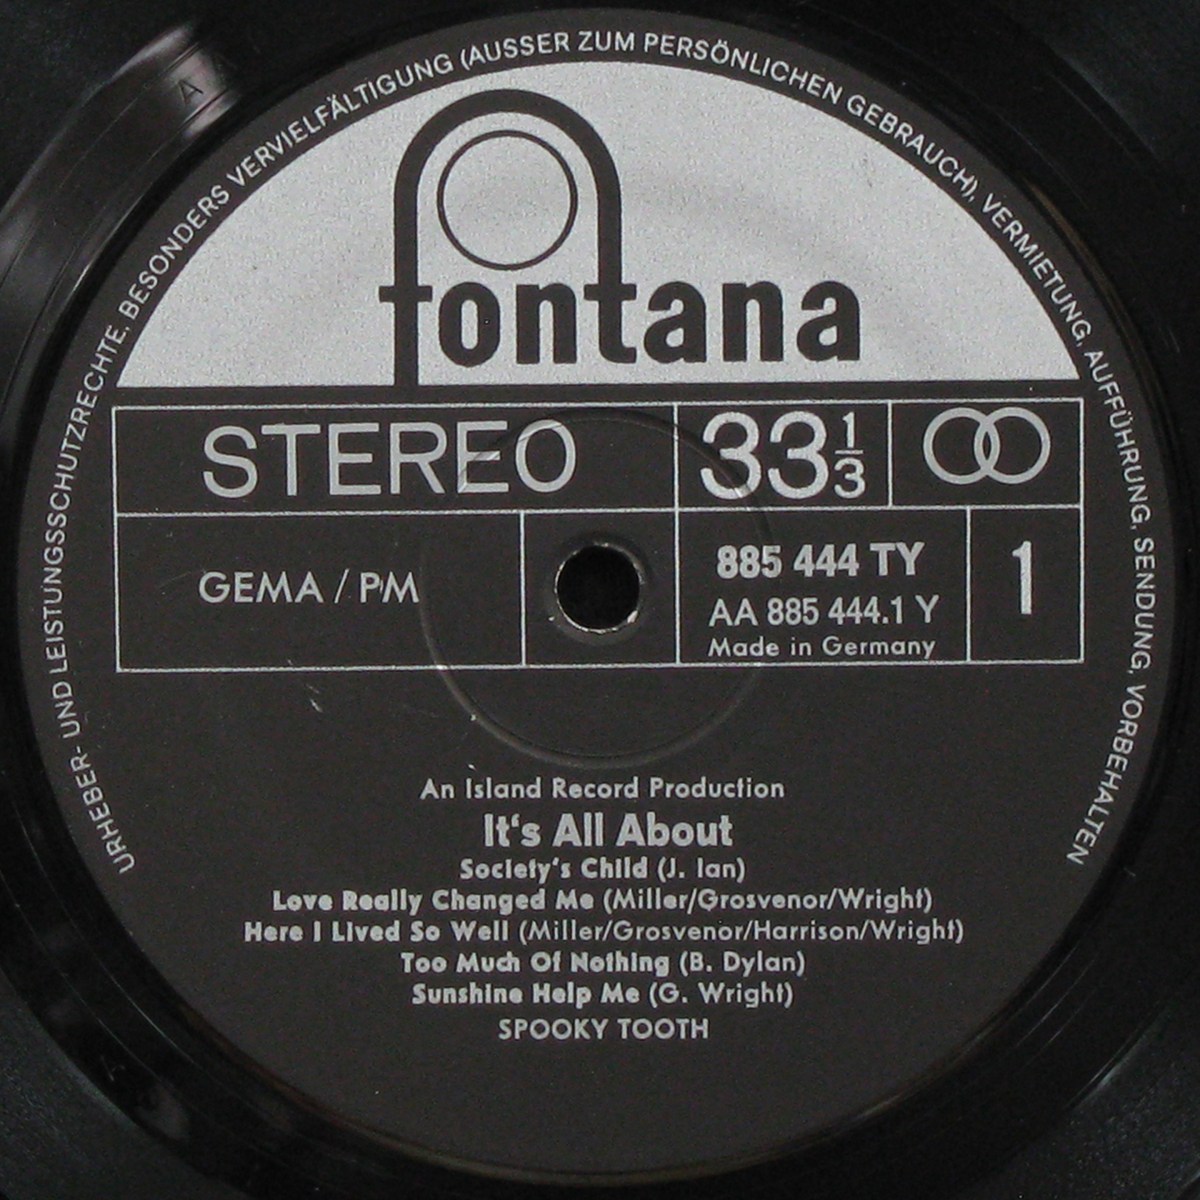 URHEBER- UND LEISTUNGSSCHUTZRECHTE, BESONDERS VERVIELFÄLTIGUNG (AUSSER ZUM PERSÖNLICHEN GEBRAUCH), VERMIETUNG, AUFFÜHRUNG, SENDUNG, VORBEHALTEN
fontana
STEREO 33 1/3
GEMA / PM
885 444 TY
AA 885 444.1 Y
Made in Germany
1
An Island Record Production
It's All About
Society's Child (J. Ian)
Love Really Changed Me (Miller/Grosvenor/Wright)
Here I Lived So Well (Miller/Grosvenor/Harrison/Wright)
Too Much Of Nothing (B. Dylan)
Sunshine Help Me (G. Wright)
SPOOKY TOOTH